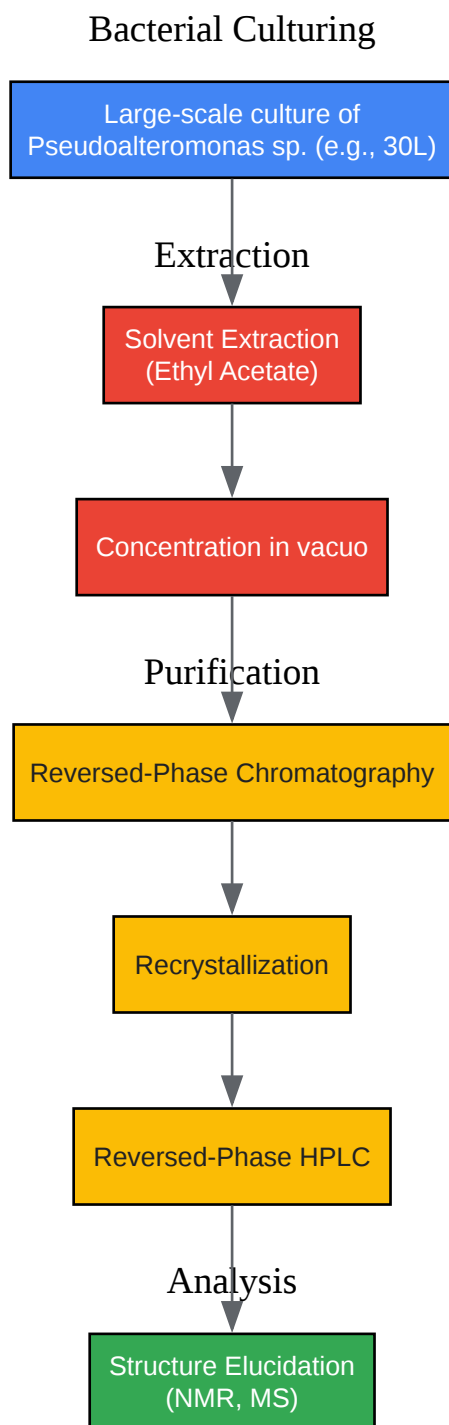 Bacterial Culturing
Large-scale culture of
Pseudoalteromonas sp. (e.g., 30L)
Extraction
Solvent Extraction
(Ethyl Acetate)
Concentration in vacuo
Purification
Reversed-Phase Chromatography
Recrystallization
Reversed-Phase HPLC
Analysis
Structure Elucidation
(NMR, MS)